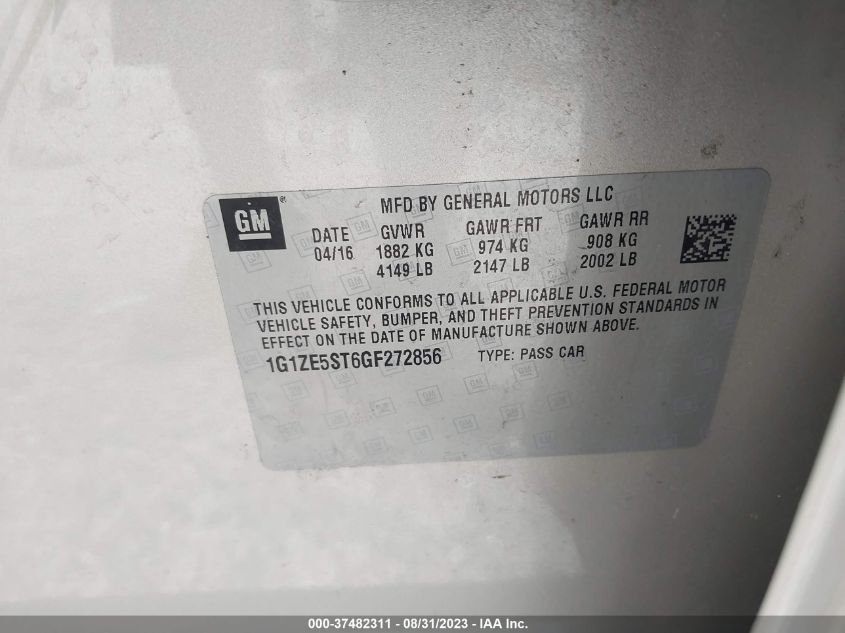 GM ®
MFD BY GENERAL MOTORS LLC
DATE GVWR GAWR FRT GAWR RR
04/16 1882 KG 974 KG 908 KG
4149 LB 2147 LB 2002 LB
THIS VEHICLE CONFORMS TO ALL APPLICABLE U.S. FEDERAL MOTOR
VEHICLE SAFETY, BUMPER, AND THEFT PREVENTION STANDARDS IN
EFFECT ON THE DATE OF MANUFACTURE SHOWN ABOVE.
1G1ZE5ST6GF272856 TYPE: PASS CAR
000-37482311 - 08/31/2023 - IAA Inc.